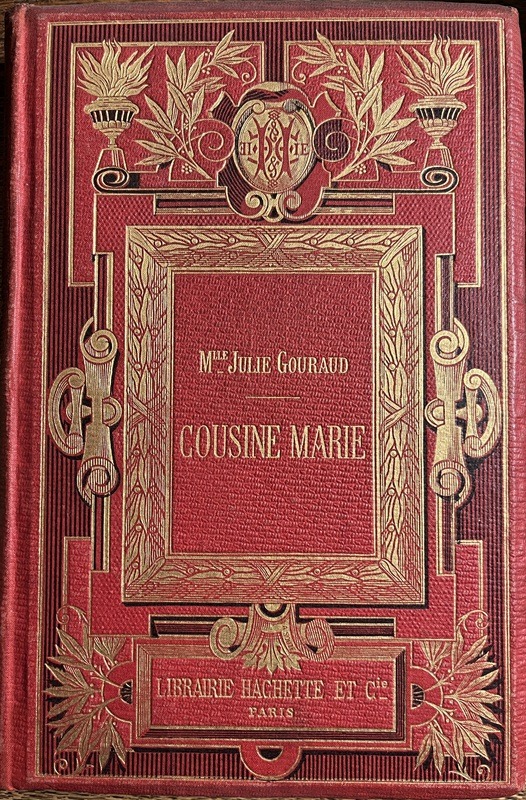 Mlle Julie Gouraud
COUSINE MARIE
LIBRAIRIE HACHETTE ET Cie
PARIS